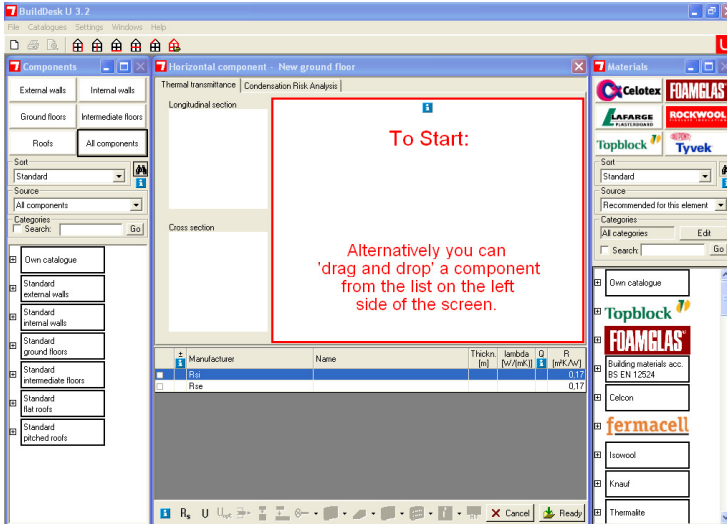 BuildDesk U 3.2
File Catalogues Settings Windows Help
Components
External walls Internal walls
Ground floors Intermediate floors
Roofs All components
Sort
Standard
Source
All components
Categories
Search: Go
Own catalogue
Standard
external walls
Standard
internal walls
Standard
ground floors
Standard
intermediate floors
Standard
flat roofs
Standard
pitched roofs
Horizontal component - New ground floor
Thermal transmittance Condensation Risk Analysis
Longitudinal section
Cross section
To Start:
Alternatively you can
'drag and drop' a component
from the list on the left
side of the screen.
± Manufacturer Name Thickn. lambda Q R
[m] [W/(mK)] [m²K/W]
Rsi 0,17
Rse 0,17
Rs U Cancel Ready
Materials
Celotex FOAMGLAS
LAFARGE ROCKWOOL
PLASTERBOARD
Topblock Tyvek
Sort
Standard
Source
Recommended for this element
Categories
All categories Edit
Search: Go
Own catalogue
Topblock
FOAMGLAS
Building materials acc.
BS EN 12524
Celcon
fermacell
Isowool
Knauf
Thermalite